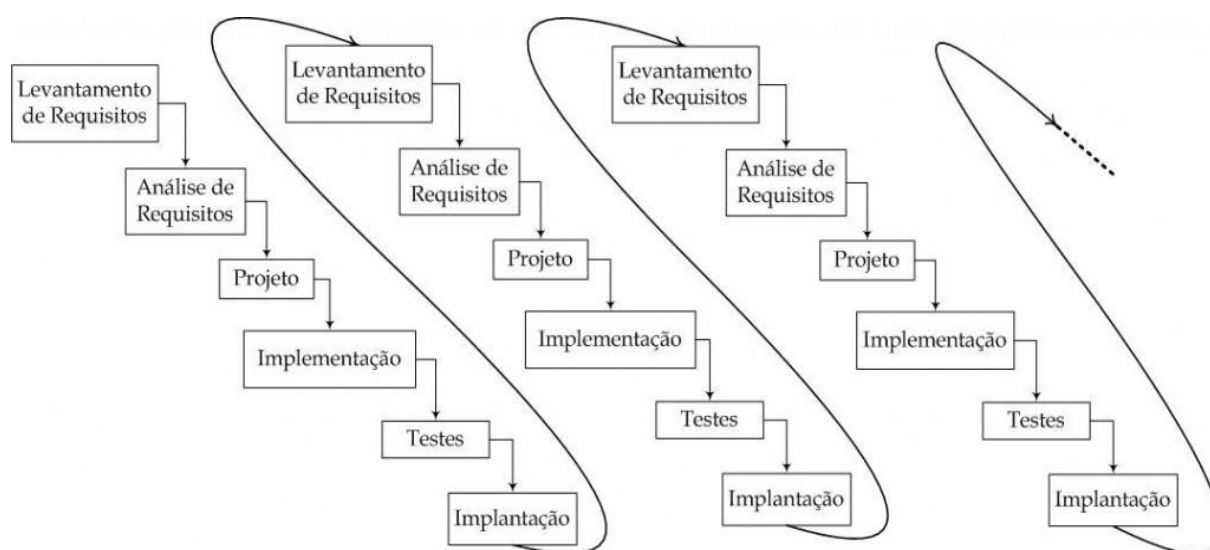 Levantamento
de Requisitos
Análise de
Requisitos
Projeto
Implementação
Testes
Implantação
Levantamento
de Requisitos
Análise de
Requisitos
Projeto
Implementação
Testes
Implantação
Levantamento
de Requisitos
Análise de
Requisitos
Projeto
Implementação
Testes
Implantação